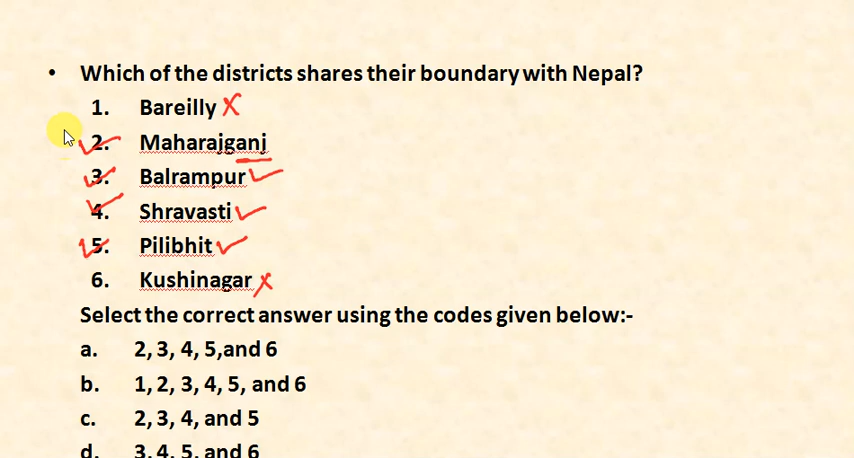 • Which of the districts shares their boundary with Nepal?
1. Bareilly
2. Maharajganj
3. Balrampur
4. Shravasti
5. Pilibhit
6. Kushinagar
Select the correct answer using the codes given below:-
a. 2, 3, 4, 5,and 6
b. 1, 2, 3, 4, 5, and 6
c. 2, 3, 4, and 5
d. 3, 4, 5, and 6